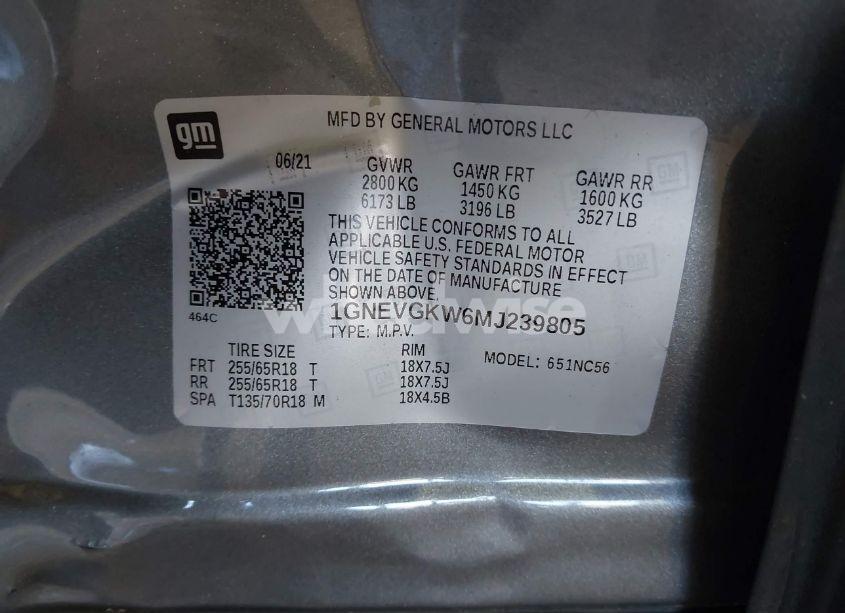 gm
MFD BY GENERAL MOTORS LLC
06/21 GVWR GAWR FRT GAWR RR
2800 KG 1450 KG 1600 KG
6173 LB 3196 LB 3527 LB
THIS VEHICLE CONFORMS TO ALL
APPLICABLE U.S. FEDERAL MOTOR
VEHICLE SAFETY STANDARDS IN EFFECT
ON THE DATE OF MANUFACTURE
SHOWN ABOVE.
464C
1GNEVGKW6MJ239805
TYPE: M.P.V.
TIRE SIZE RIM MODEL: 651NC56
FRT 255/65R18 T 18X7.5J
RR 255/65R18 T 18X7.5J
SPA T135/70R18 M 18X4.5B